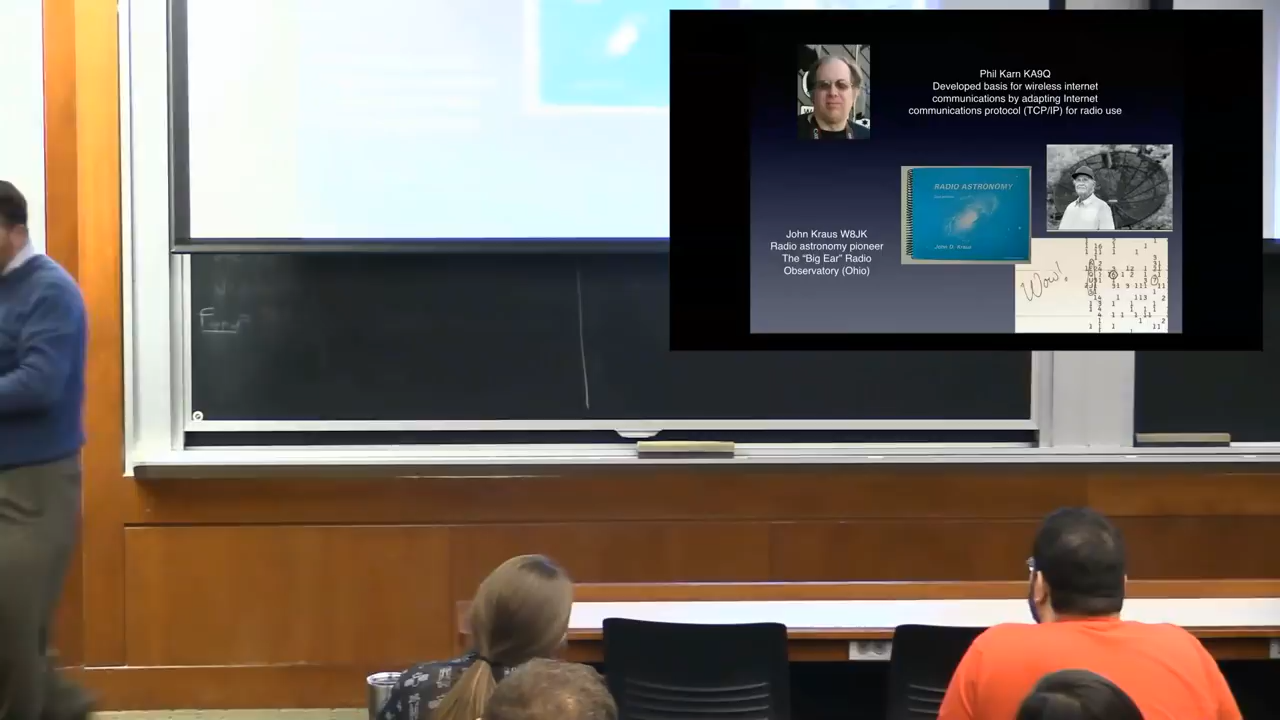 Phil Karn KA9Q
Developed basis for wireless internet
communications by adapting Internet
communications protocol (TCP/IP) for radio use
RADIO ASTRONOMY
John D. Kraus
John Kraus W8JK
Radio astronomy pioneer
The “Big Ear” Radio
Observatory (Ohio)
Wow!